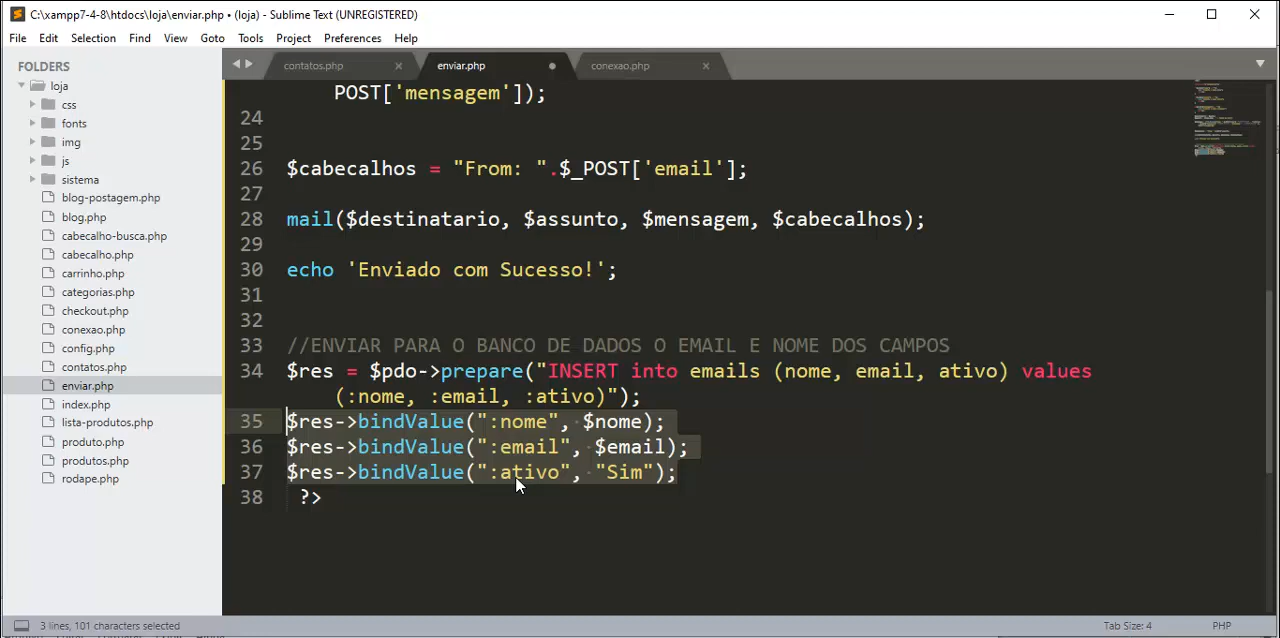 C:\xampp7-4-8\htdocs\loja\enviar.php • (loja) - Sublime Text (UNREGISTERED)
File Edit Selection Find View Goto Tools Project Preferences Help
FOLDERS
loja
css
fonts
img
js
sistema
blog-postagem.php
blog.php
cabecalho-busca.php
cabecalho.php
carrinho.php
categorias.php
checkout.php
conexao.php
config.php
contatos.php
enviar.php
index.php
lista-produtos.php
produto.php
produtos.php
rodape.php
contatos.php enviar.php conexao.php
POST['mensagem']);
24
25
26 $cabecalhos = "From: ".$_POST['email'];
27
28 mail($destinatario, $assunto, $mensagem, $cabecalhos);
29
30 echo 'Enviado com Sucesso!';
31
32
33 //ENVIAR PARA O BANCO DE DADOS O EMAIL E NOME DOS CAMPOS
34 $res = $pdo->prepare("INSERT into emails (nome, email, ativo) values
(:nome, :email, :ativo)");
35 $res->bindValue(":nome", $nome);
36 $res->bindValue(":email", $email);
37 $res->bindValue(":ativo", "Sim");
38 ?>
3 lines, 101 characters selected
Tab Size: 4 PHP